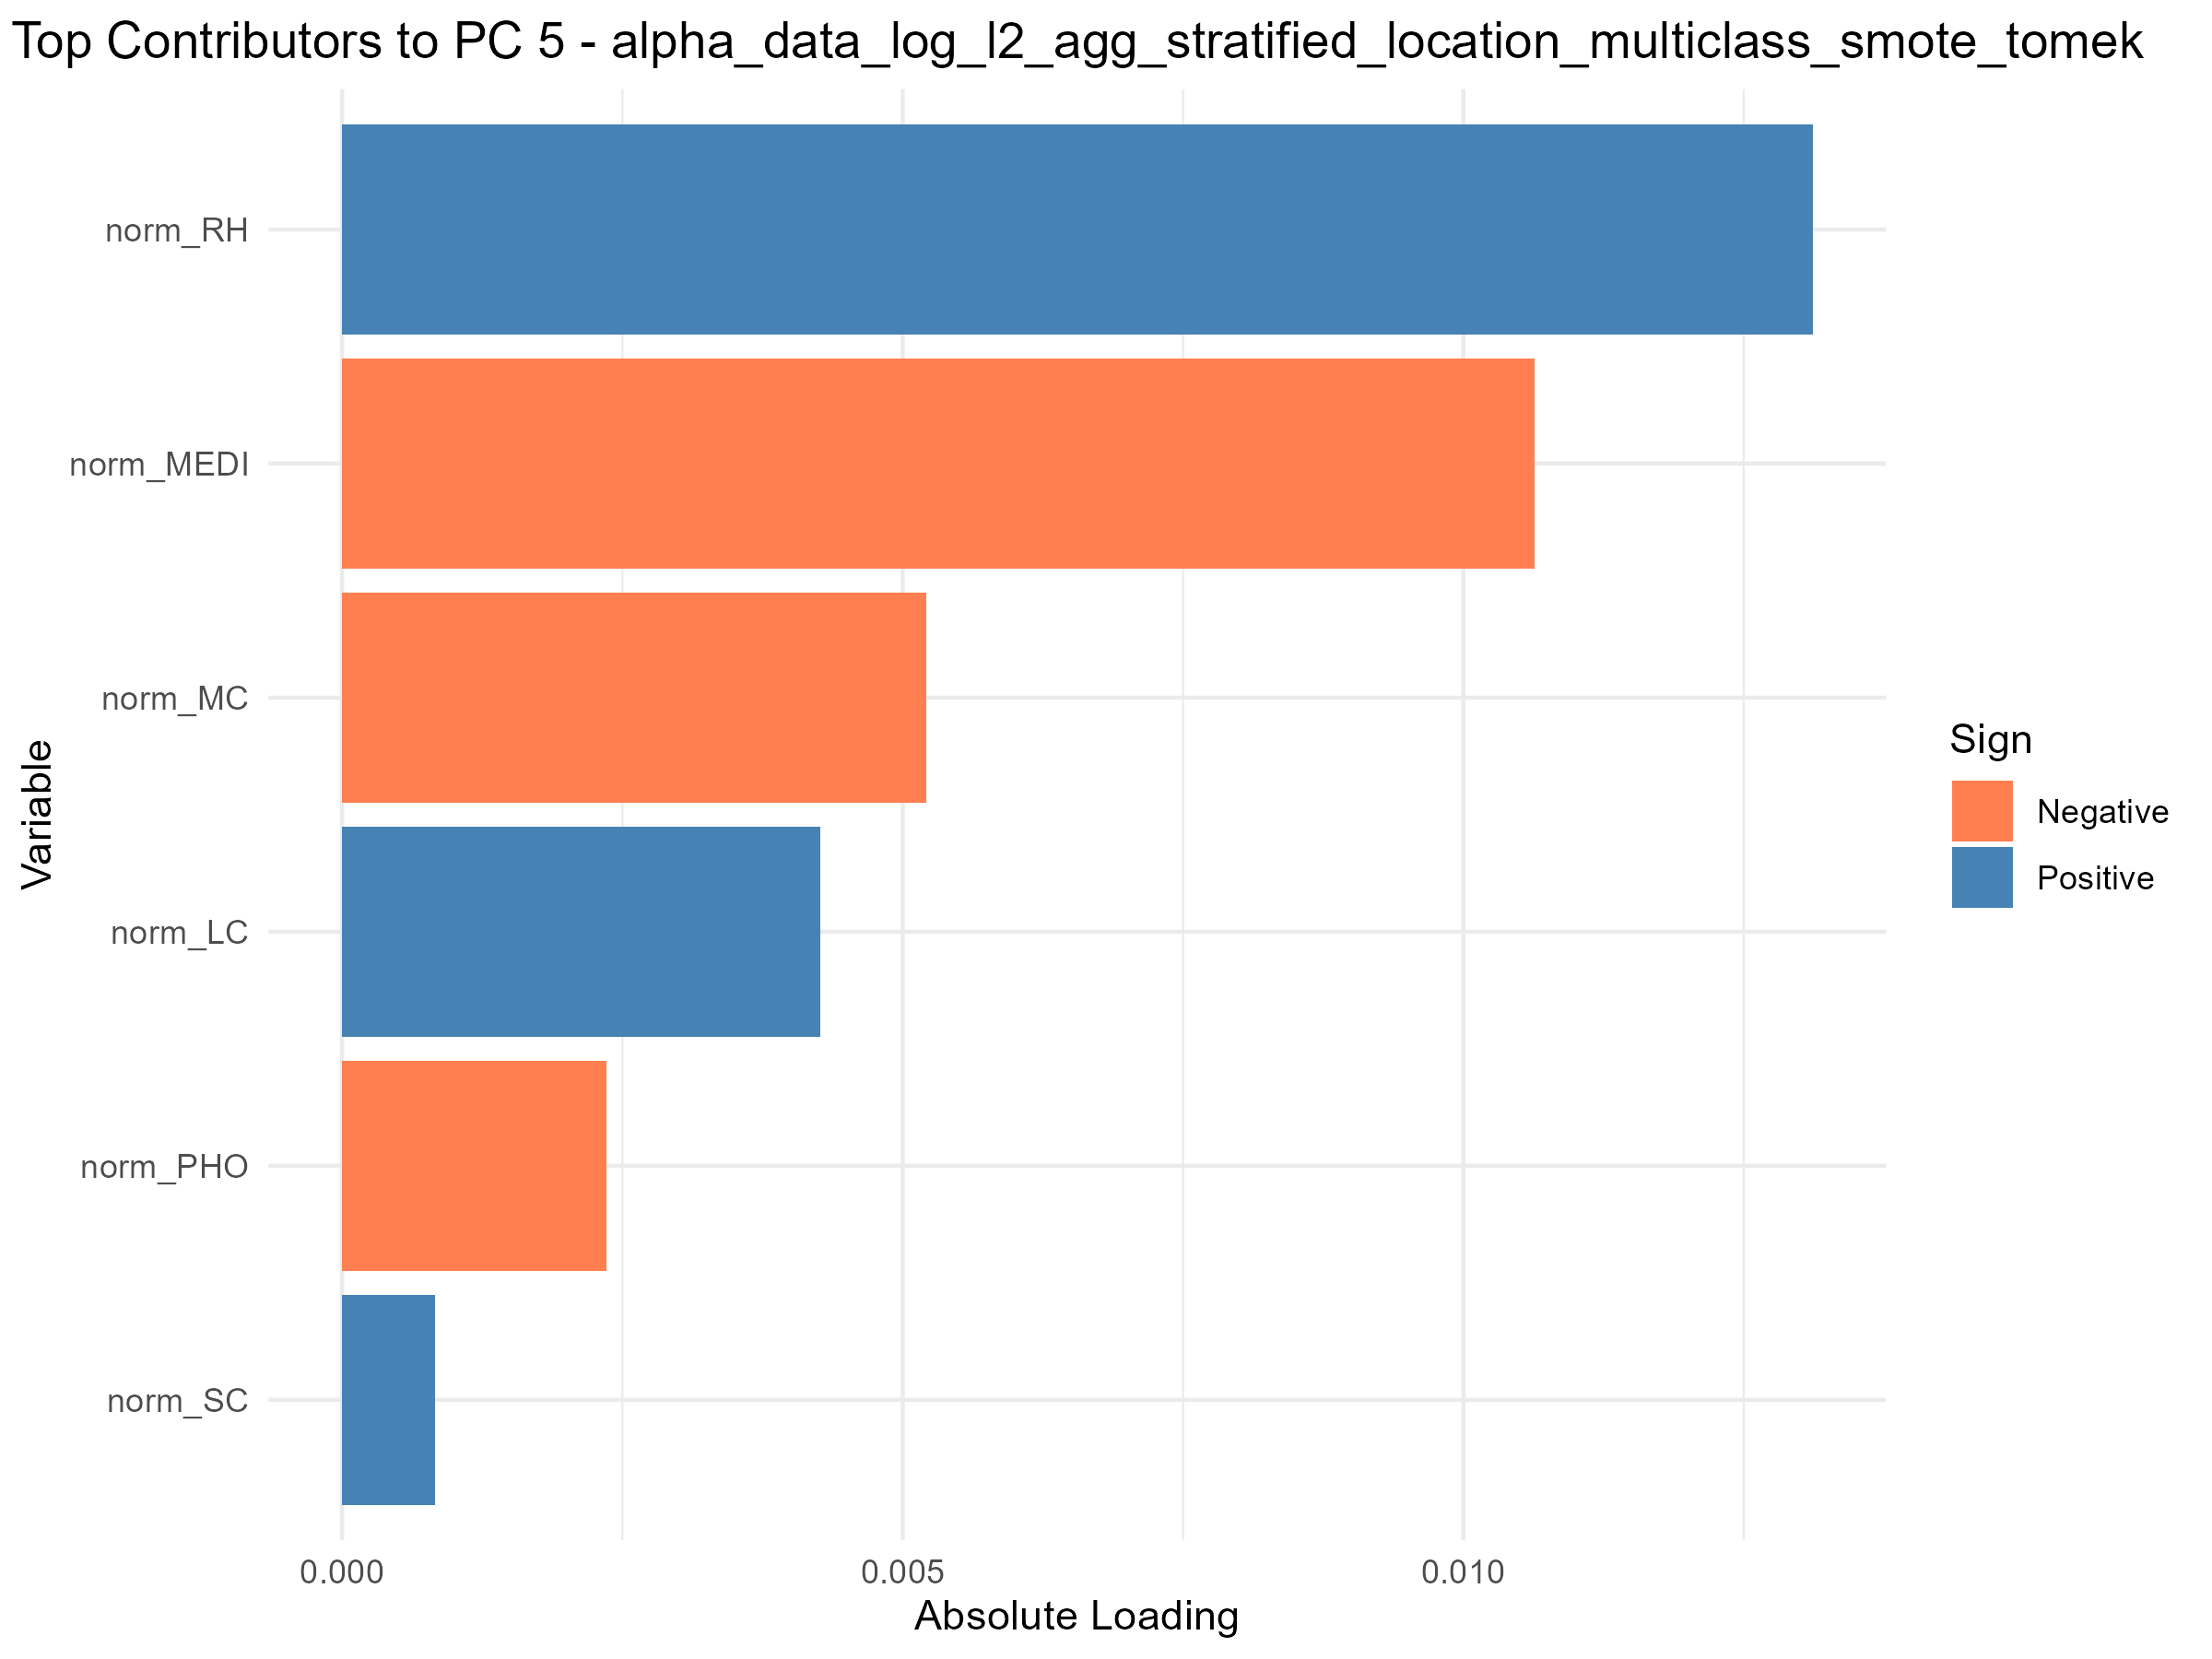 Top Contributors to PC 5 - alpha_data_log_l2_agg_stratified_location_multiclass_smote_tomek
norm_RH
norm_MEDI
norm_MC
norm_LC
norm_PHO
norm_SC
Variable
0.000 0.005 0.010
Absolute Loading
Sign
Negative
Positive